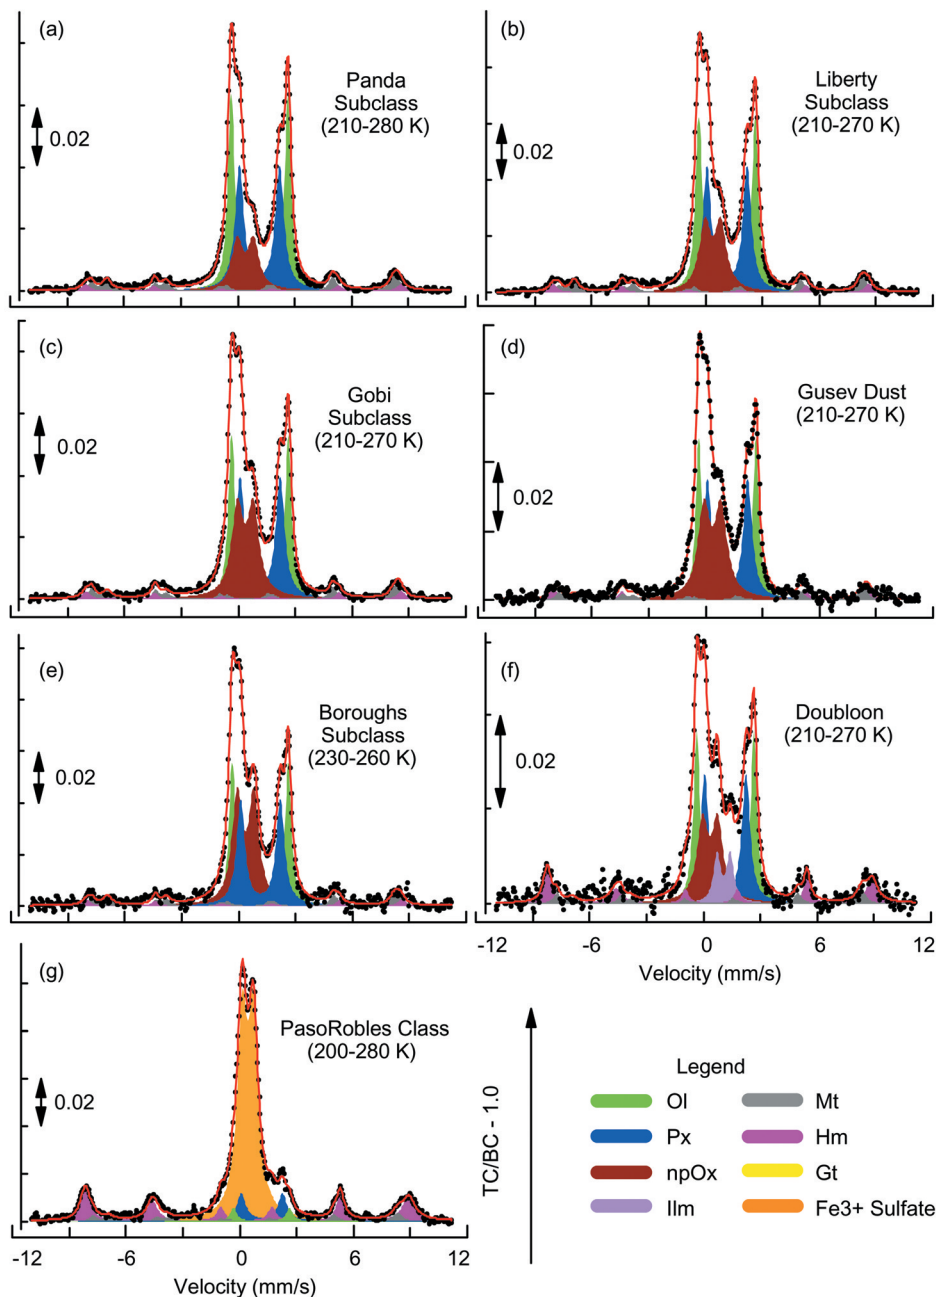 (a)
Panda
Subclass
(210-280 K)
0.02
(b)
Liberty
Subclass
(210-270 K)
0.02
(c)
Gobi
Subclass
(210-270 K)
0.02
(d)
Gusev Dust
(210-270 K)
0.02
(e)
Boroughs
Subclass
(230-260 K)
0.02
(f)
Doubloon
(210-270 K)
0.02
-12 -6 0 6 12
Velocity (mm/s)
(g)
PasoRobles Class
(200-280 K)
0.02
-12 -6 0 6 12
Velocity (mm/s)
TC/BC - 1.0
Legend
Ol
Px
npOx
Ilm
Mt
Hm
Gt
Fe3+ Sulfate